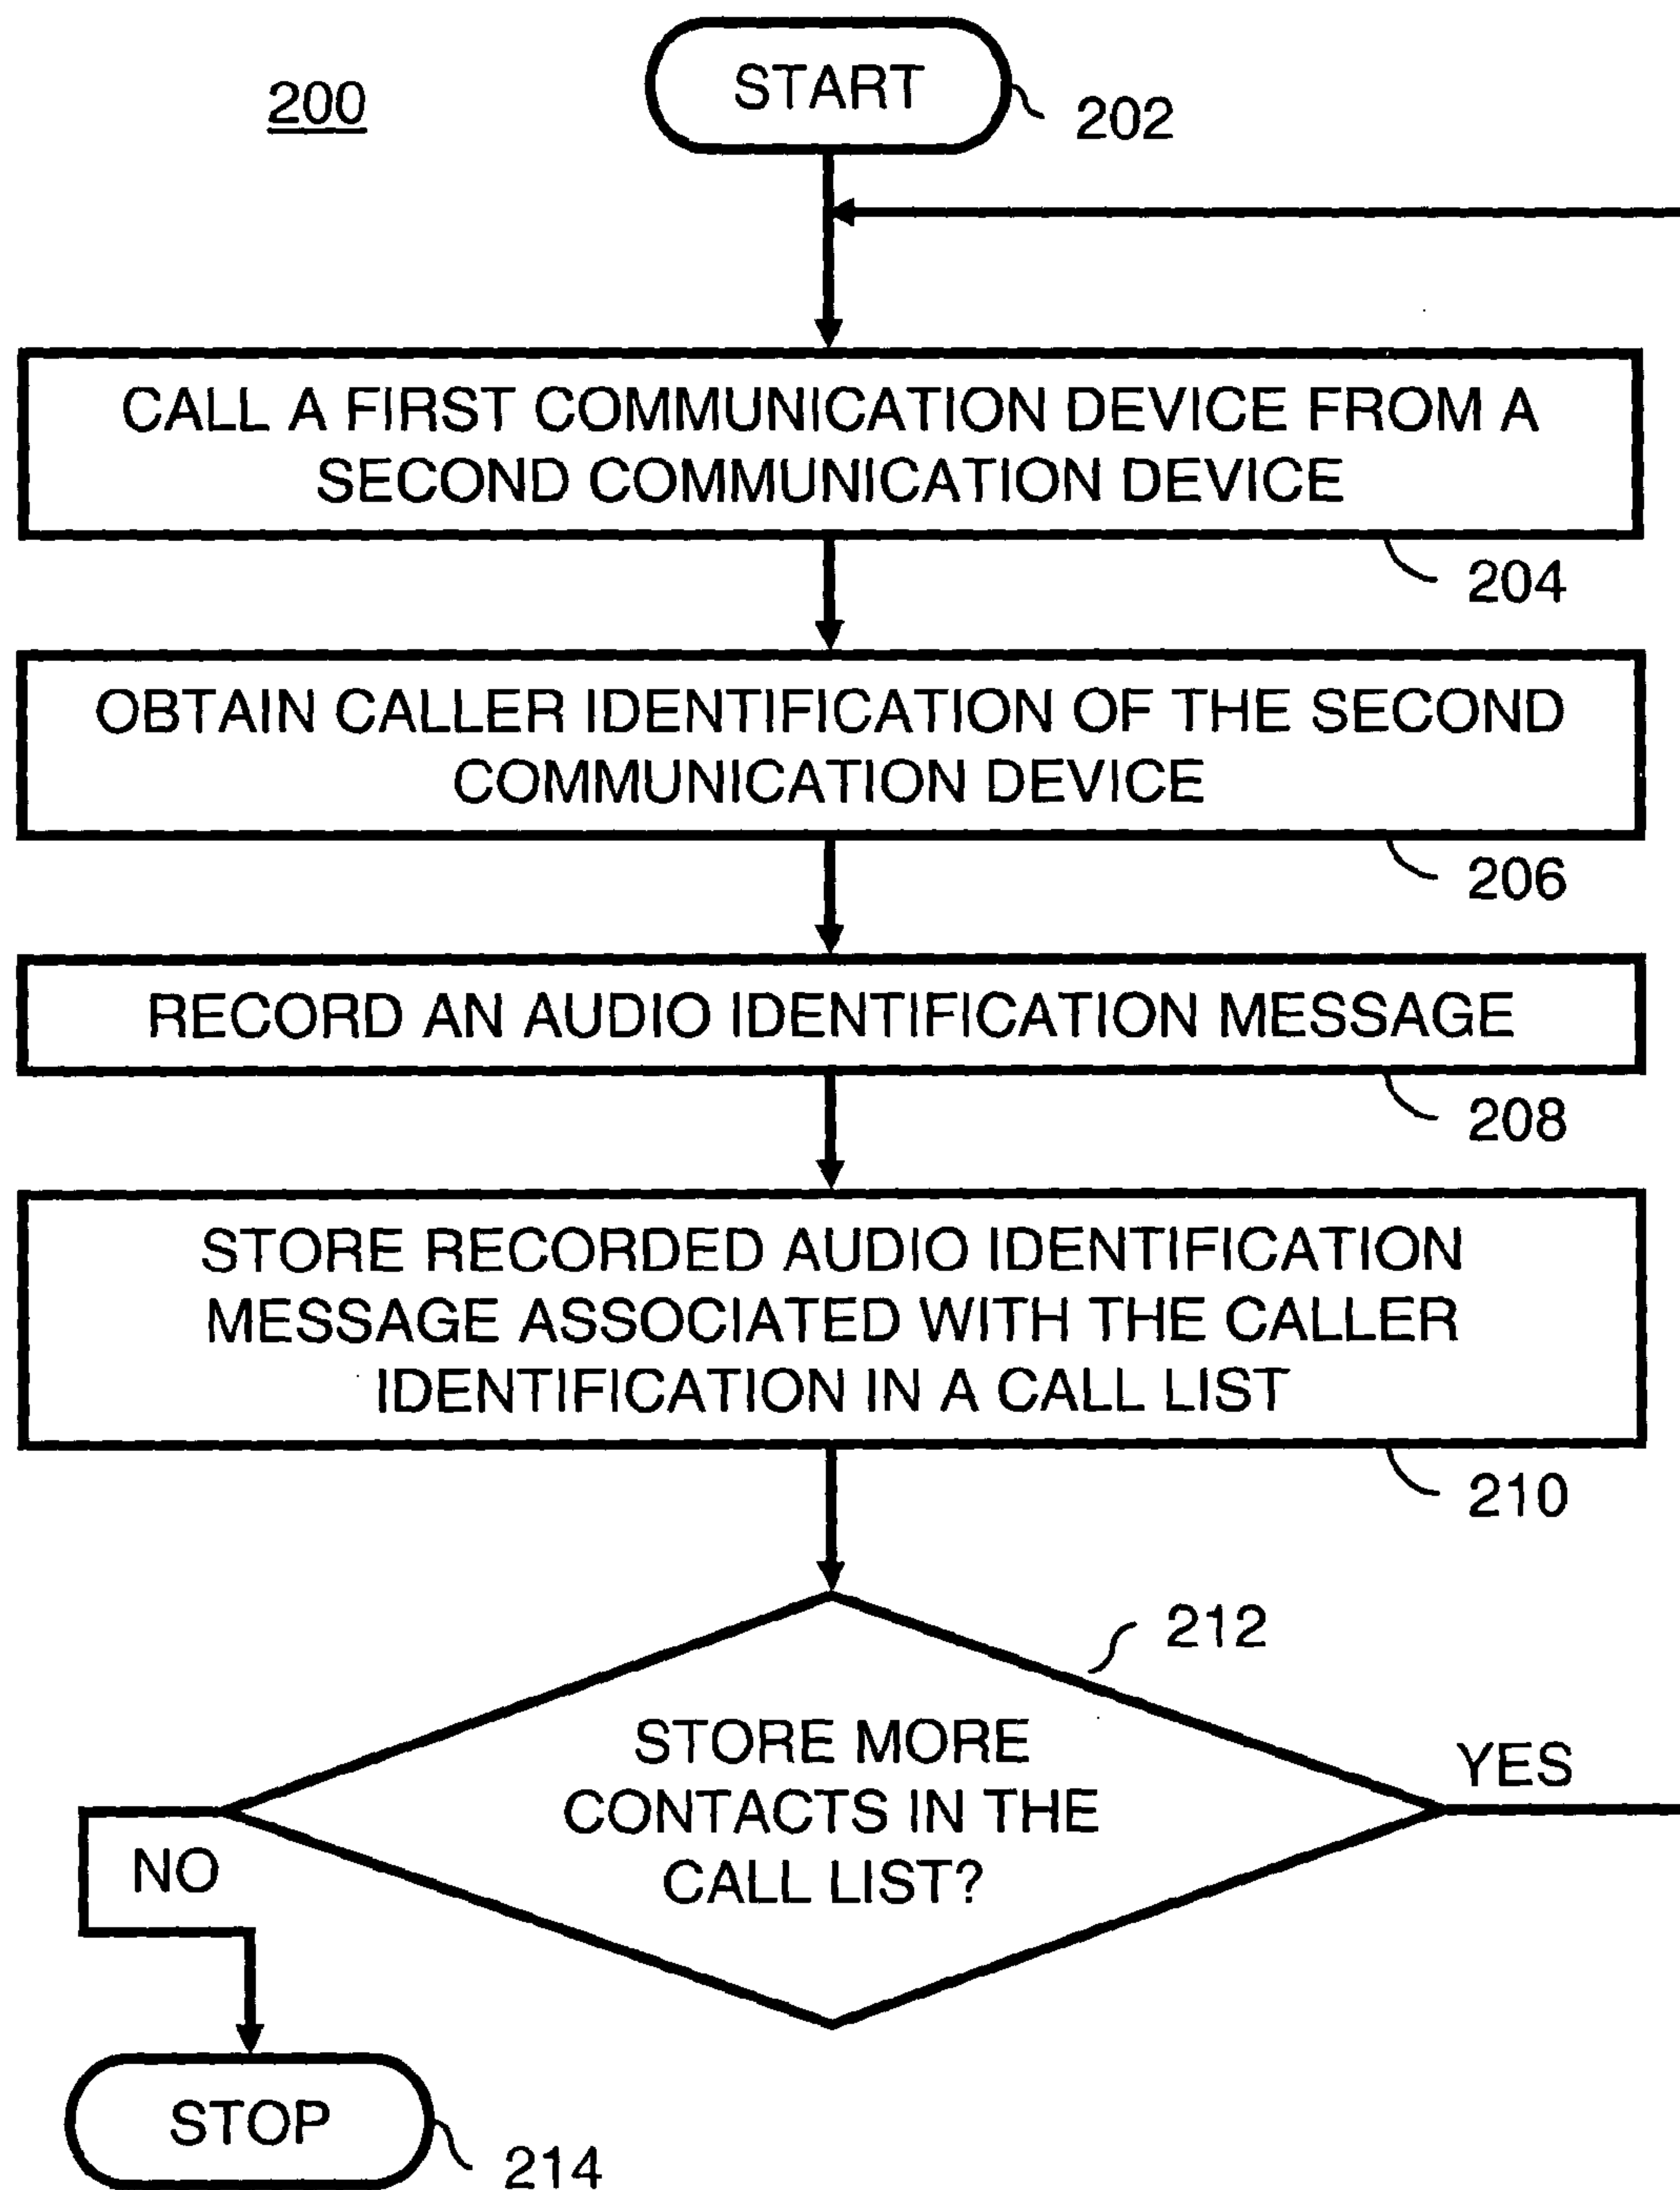 200
START
202
CALL A FIRST COMMUNICATION DEVICE FROM A
SECOND COMMUNICATION DEVICE
204
OBTAIN CALLER IDENTIFICATION OF THE SECOND
COMMUNICATION DEVICE
206
RECORD AN AUDIO IDENTIFICATION MESSAGE
208
STORE RECORDED AUDIO IDENTIFICATION
MESSAGE ASSOCIATED WITH THE CALLER
IDENTIFICATION IN A CALL LIST
210
212
STORE MORE
CONTACTS IN THE
CALL LIST?
YES
NO
STOP
214